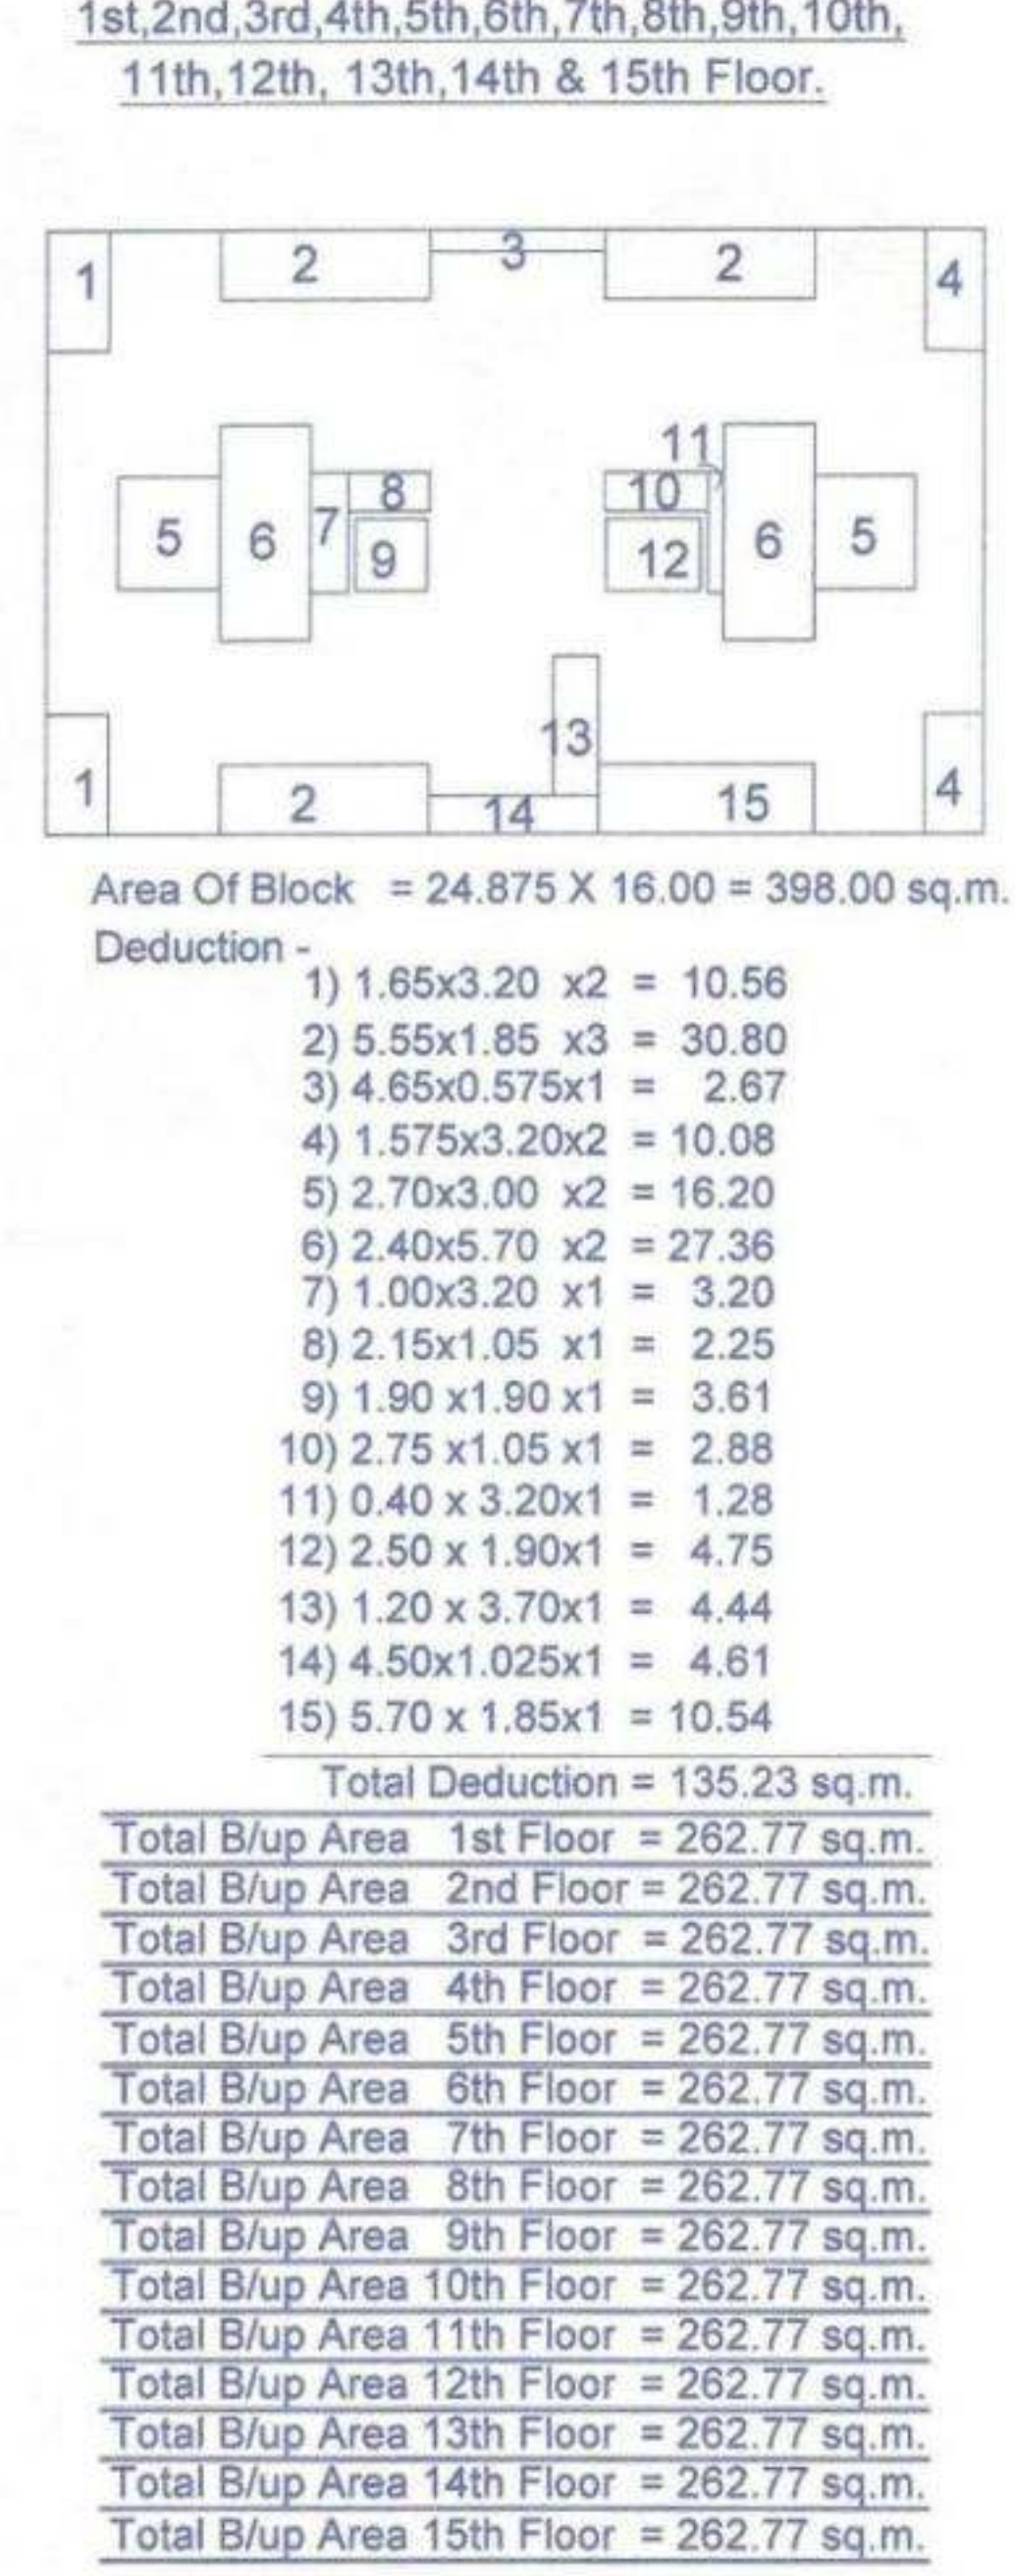 1st,2nd,3rd,4th,5th,6th,7th,8th,9th,10th,
11th,12th, 13th,14th & 15th Floor.
1 2 3 2 4
11
5 6 7 8 10 6 5
9 12
13
1 2 14 15 4
Area Of Block = 24.875 X 16.00 = 398.00 sq.m.
Deduction -
1) 1.65x3.20 x2 = 10.56
2) 5.55x1.85 x3 = 30.80
3) 4.65x0.575x1 = 2.67
4) 1.575x3.20x2 = 10.08
5) 2.70x3.00 x2 = 16.20
6) 2.40x5.70 x2 = 27.36
7) 1.00x3.20 x1 = 3.20
8) 2.15x1.05 x1 = 2.25
9) 1.90 x1.90 x1 = 3.61
10) 2.75 x1.05 x1 = 2.88
11) 0.40 x 3.20x1 = 1.28
12) 2.50 x 1.90x1 = 4.75
13) 1.20 x 3.70x1 = 4.44
14) 4.50x1.025x1 = 4.61
15) 5.70 x 1.85x1 = 10.54
Total Deduction = 135.23 sq.m.
Total B/up Area 1st Floor = 262.77 sq.m.
Total B/up Area 2nd Floor = 262.77 sq.m.
Total B/up Area 3rd Floor = 262.77 sq.m.
Total B/up Area 4th Floor = 262.77 sq.m.
Total B/up Area 5th Floor = 262.77 sq.m.
Total B/up Area 6th Floor = 262.77 sq.m.
Total B/up Area 7th Floor = 262.77 sq.m.
Total B/up Area 8th Floor = 262.77 sq.m.
Total B/up Area 9th Floor = 262.77 sq.m.
Total B/up Area 10th Floor = 262.77 sq.m.
Total B/up Area 11th Floor = 262.77 sq.m.
Total B/up Area 12th Floor = 262.77 sq.m.
Total B/up Area 13th Floor = 262.77 sq.m.
Total B/up Area 14th Floor = 262.77 sq.m.
Total B/up Area 15th Floor = 262.77 sq.m.